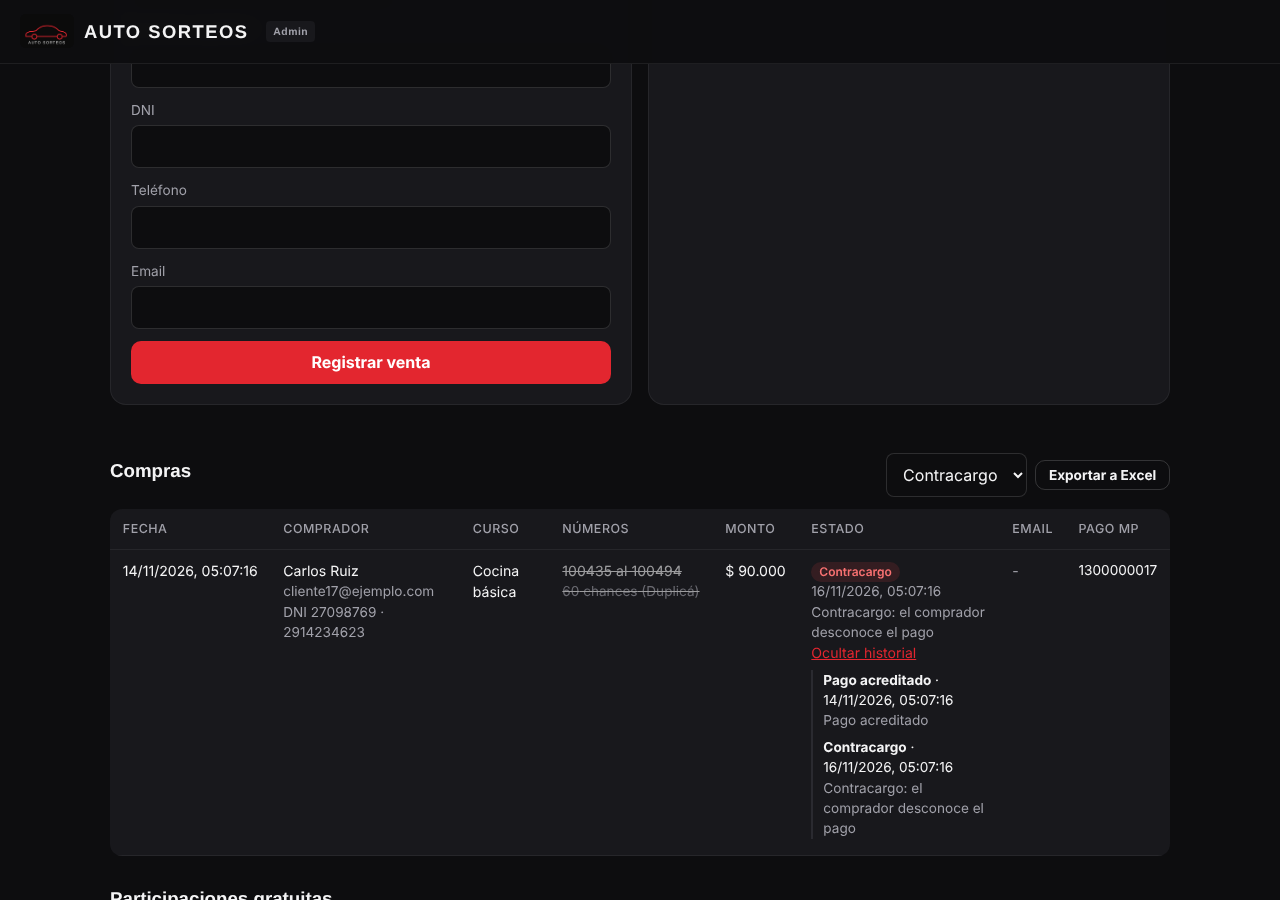 AUTO SORTEOS
AUTO SORTEOS Admin
DNI
Teléfono
Email
Registrar venta
Compras
Contracargo
Exportar a Excel
FECHA COMPRADOR CURSO NÚMEROS MONTO ESTADO EMAIL PAGO MP
14/11/2026, 05:07:16
Carlos Ruiz
cliente17@ejemplo.com
DNI 27098769 ·
2914234623
Cocina
básica
100435 al 100494
60 chances (Duplicá)
$ 90.000
Contracargo
16/11/2026, 05:07:16
Contracargo: el comprador
desconoce el pago
Ocultar historial
Pago acreditado ·
14/11/2026, 05:07:16
Pago acreditado
Contracargo ·
16/11/2026, 05:07:16
Contracargo: el
comprador desconoce el
pago
-
1300000017
Participaciones gratuitas